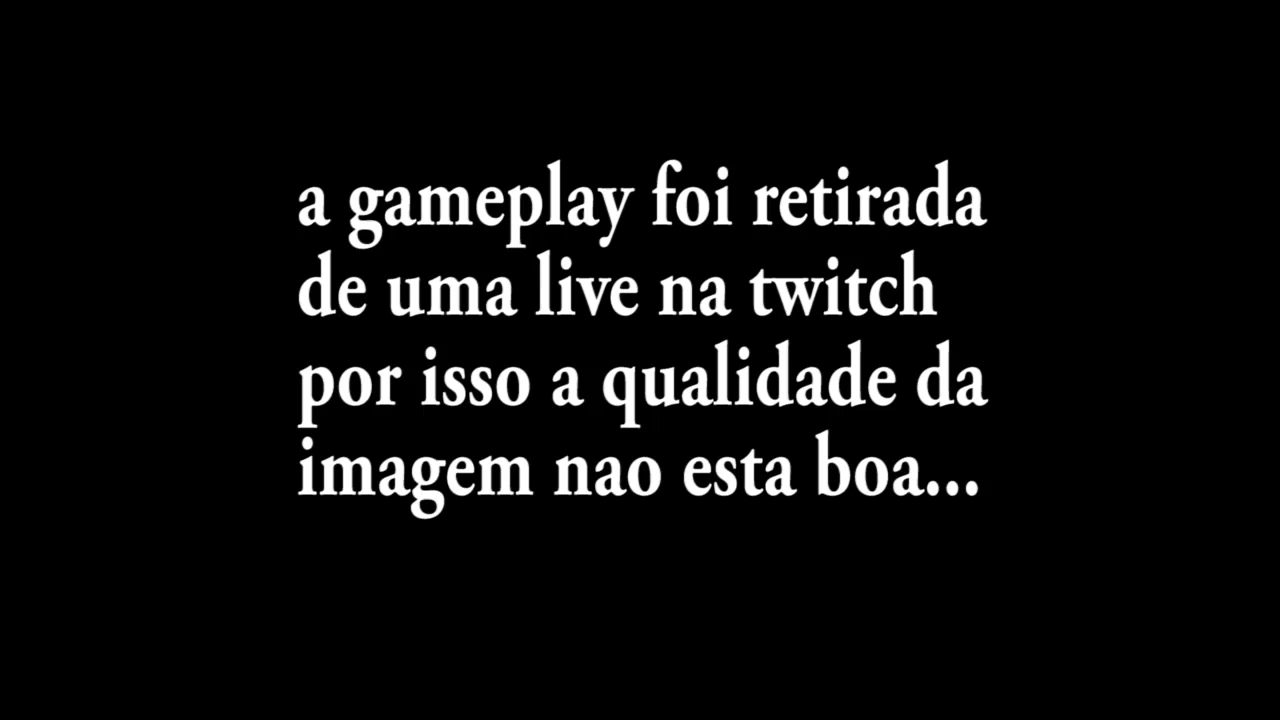 a gameplay foi retirada
de uma live na twitch
por isso a qualidade da
imagem nao esta boa...